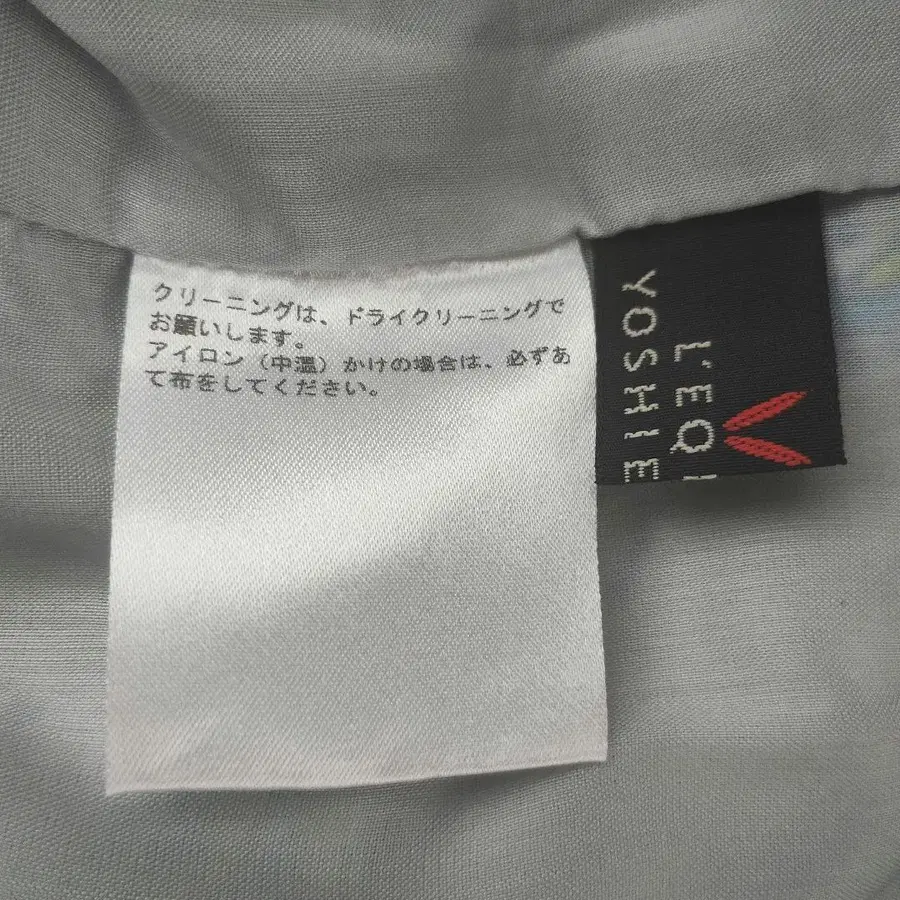 クリーニングは、ドライクリーニングで
お願いします。
アイロン（中温）かけの場合は、必ずあ
て布をしてください。
L'EQ
YOSHIE